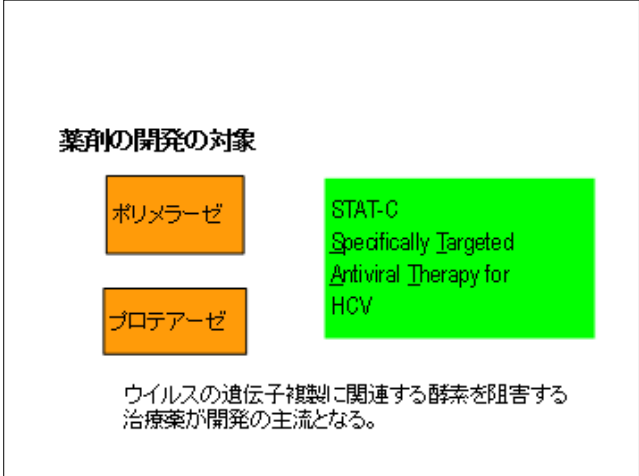 薬剤の開発の対象
ポリメラーゼ
STAT-C
Specifically Targeted
Antiviral Therapy for
HCV
プロテアーゼ
ウイルスの遺伝子複製に関連する酵素を阻害する
治療薬が開発の主流となる。